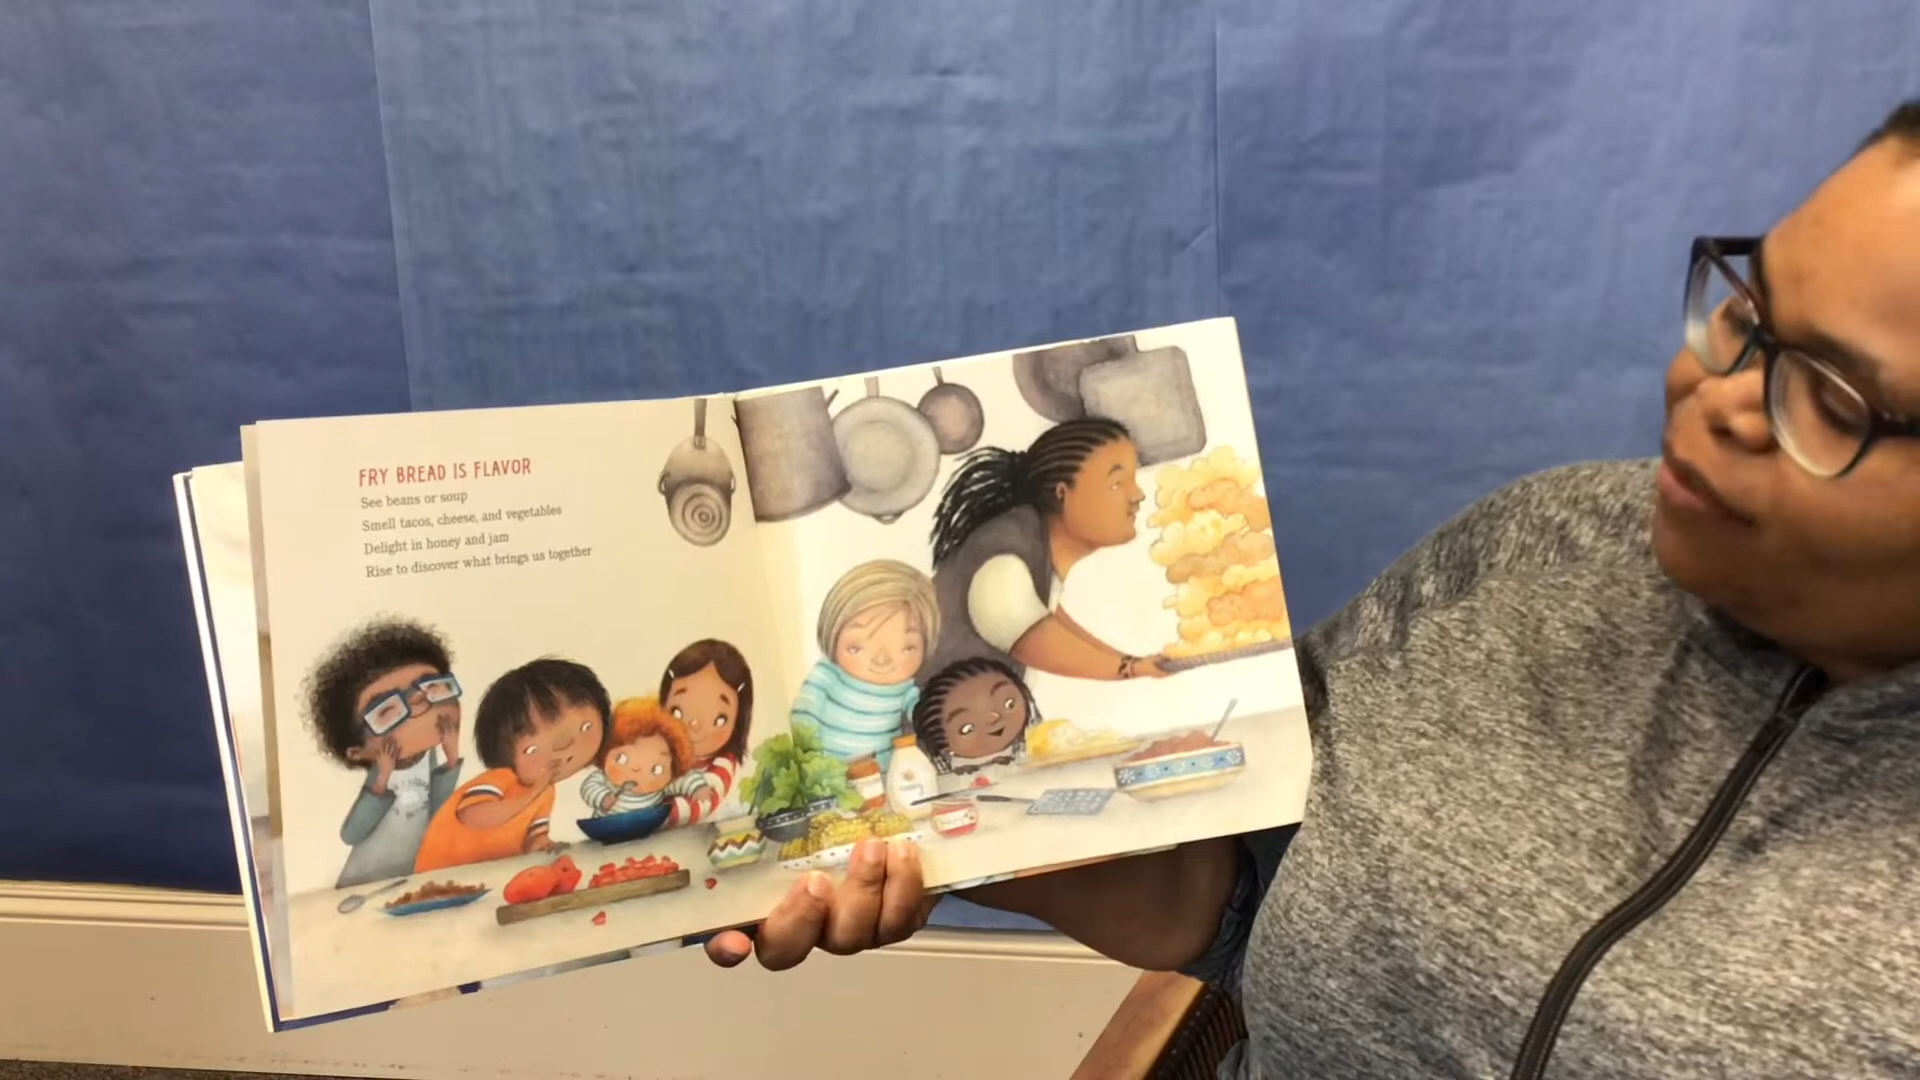 FRY BREAD IS FLAVOR
See beans or soup
Smell tacos, cheese, and vegetables
Delight in honey and jam
Rise to discover what brings us together